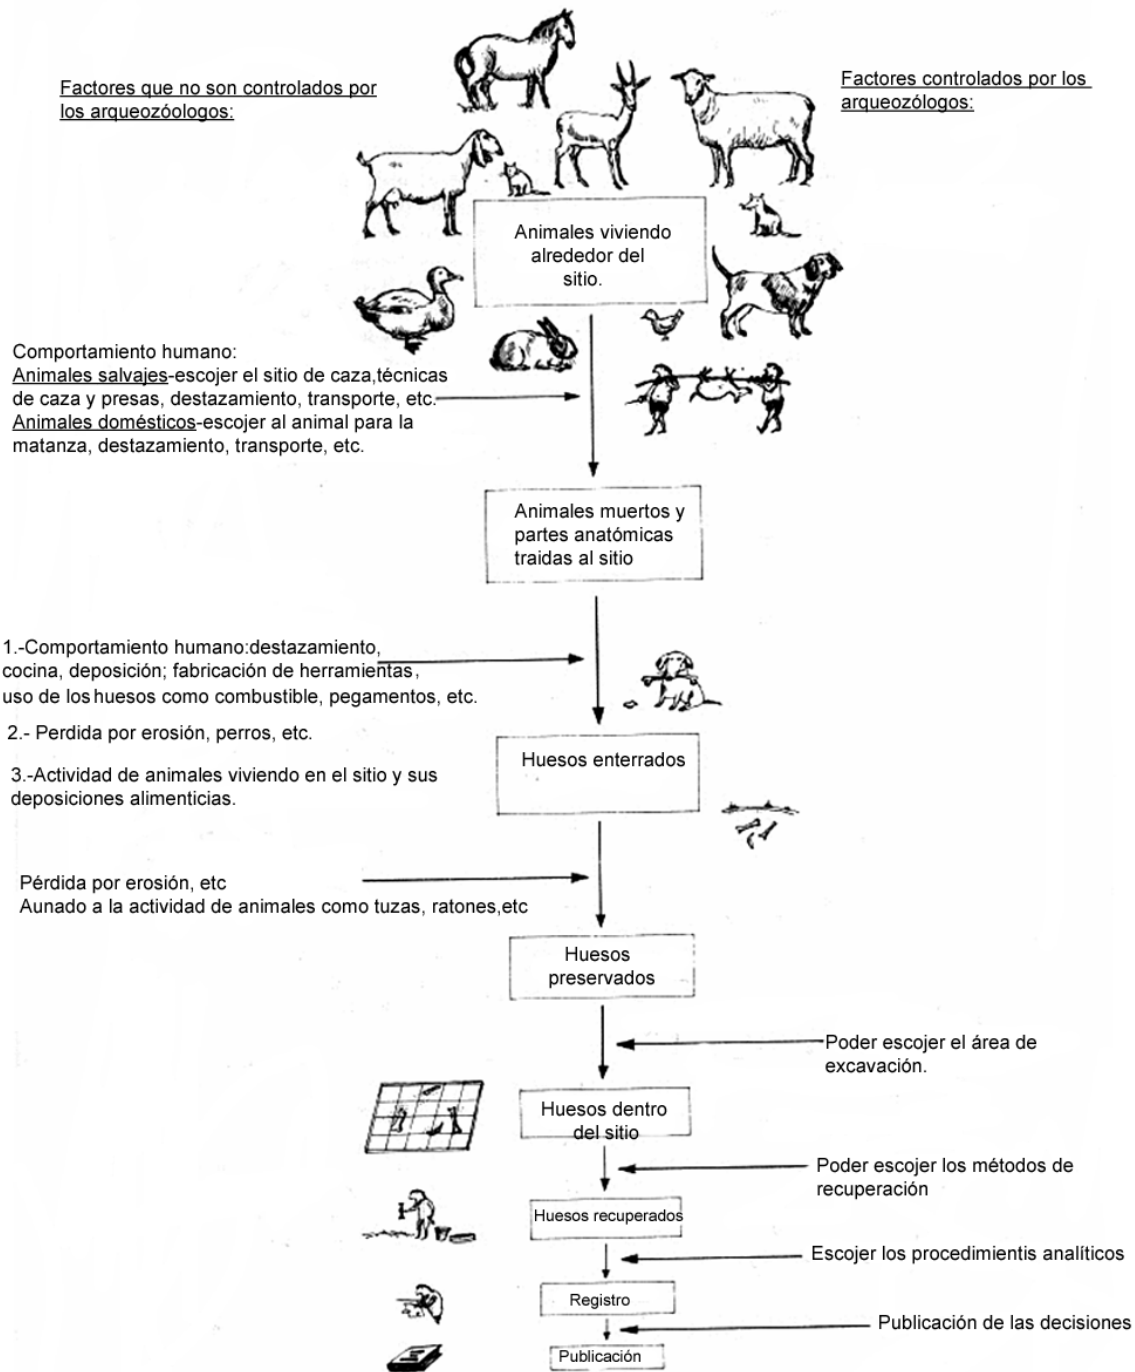 Factores que no son controlados por
los arqueozóologos:
Factores controlados por los
arqueozólogos:
Animales viviendo
alrededor del
sitio.
Comportamiento humano:
Animales salvajes-escojer el sitio de caza,técnicas
de caza y presas, destazamiento, transporte, etc.
Animales domésticos-escojer al animal para la
matanza, destazamiento, transporte, etc.
Animales muertos y
partes anatómicas
traidas al sitio
1.-Comportamiento humano:destazamiento,
cocina, deposición; fabricación de herramientas,
uso de los huesos como combustible, pegamentos, etc.
2.- Perdida por erosión, perros, etc.
3.-Actividad de animales viviendo en el sitio y sus
deposiciones alimenticias.
Huesos enterrados
Pérdida por erosión, etc
Aunado a la actividad de animales como tuzas, ratones,etc
Huesos
preservados
Poder escojer el área de
excavación.
Huesos dentro
del sitio
Poder escojer los métodos de
recuperación
Huesos recuperados
Escojer los procedimientis analíticos
Registro
Publicación de las decisiones
Publicación